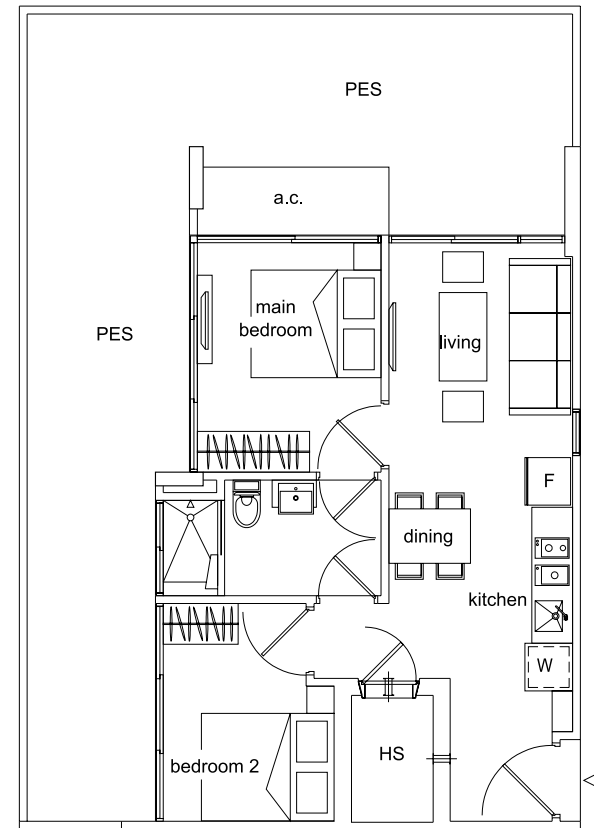 PES
a.c.
main
bedroom
PES
living
F
dining
kitchen
W
HS
bedroom 2